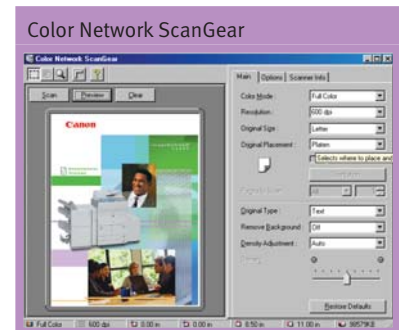 Color Network ScanGear
Color Network ScanGear
Main Options Scanner Info
Scan Preview Clear
Color Mode : Full Color
Resolution : 600 dpi
Original Size : Letter
Original Placement : Platen
Selects where to place and
Canon
Original Type : Text
Remove Background : Off
Density Adjustment : Auto
Restore Defaults
Full Color 600 dpi 0.00 in 0.00 in 8.50 in 11.00 in 98579KB